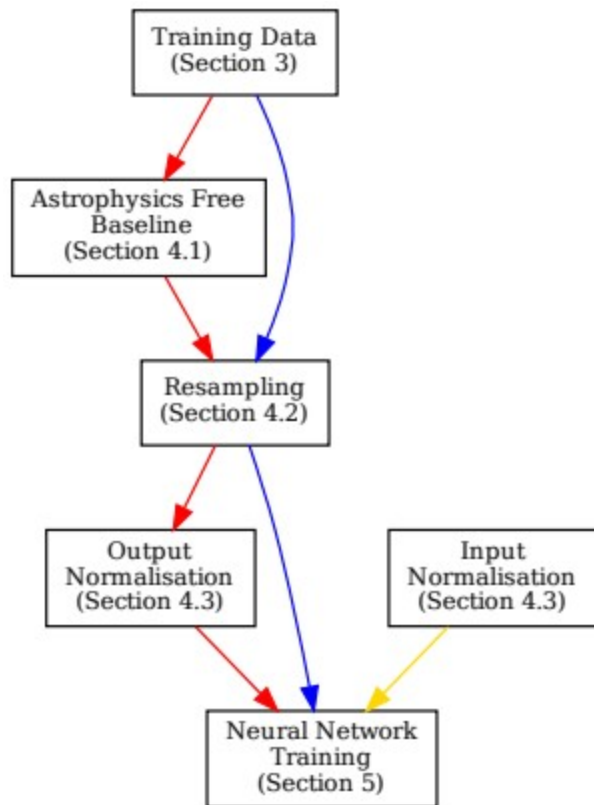 Training Data
(Section 3)
Astrophysics Free
Baseline
(Section 4.1)
Resampling
(Section 4.2)
Output
Normalisation
(Section 4.3)
Input
Normalisation
(Section 4.3)
Neural Network
Training
(Section 5)